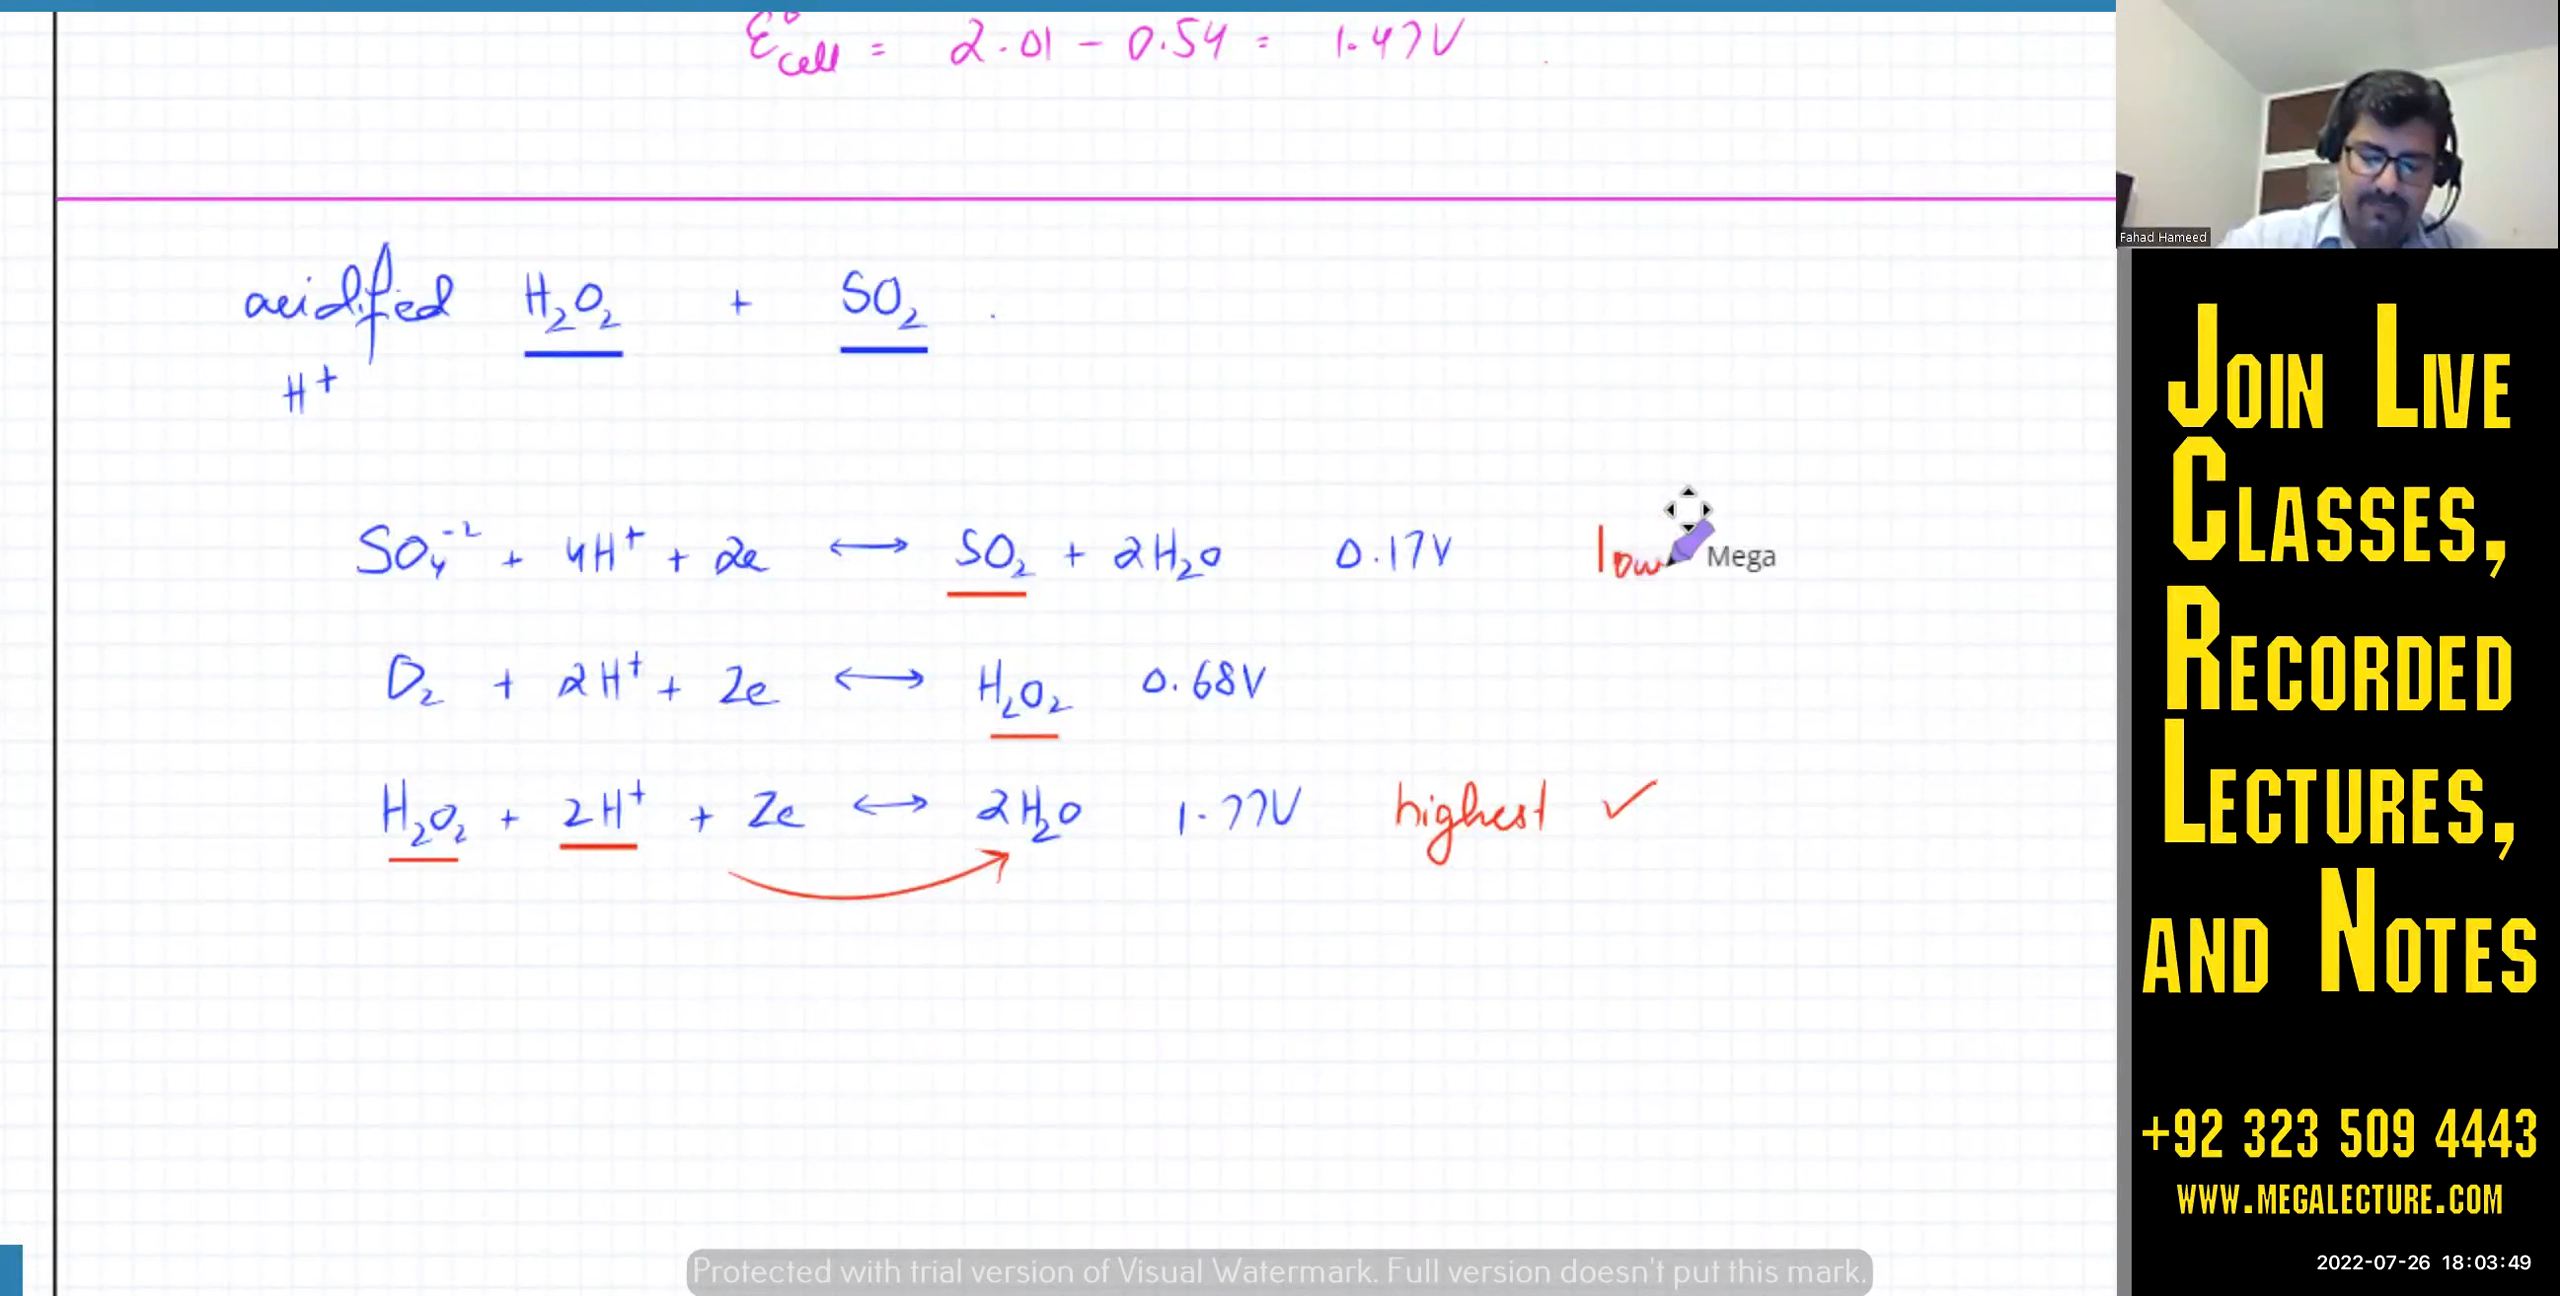 E°cell = 2.01 - 0.54 = 1.47V
Fahad Hameed
acidified H₂O₂ + SO₂ .
H⁺
SO₄⁻² + 4H⁺ + 2e ⟷ SO₂ + 2H₂O 0.17V low
Mega
O₂ + 2H⁺ + 2e ⟷ H₂O₂ 0.68V
H₂O₂ + 2H⁺ + 2e ⟷ 2H₂O 1.77V highest ✓
JOIN LIVE
CLASSES,
RECORDED
LECTURES,
AND NOTES
+92 323 509 4443
WWW.MEGALECTURE.COM
2022-07-26 18:03:49
Protected with trial version of Visual Watermark. Full version doesn't put this mark.